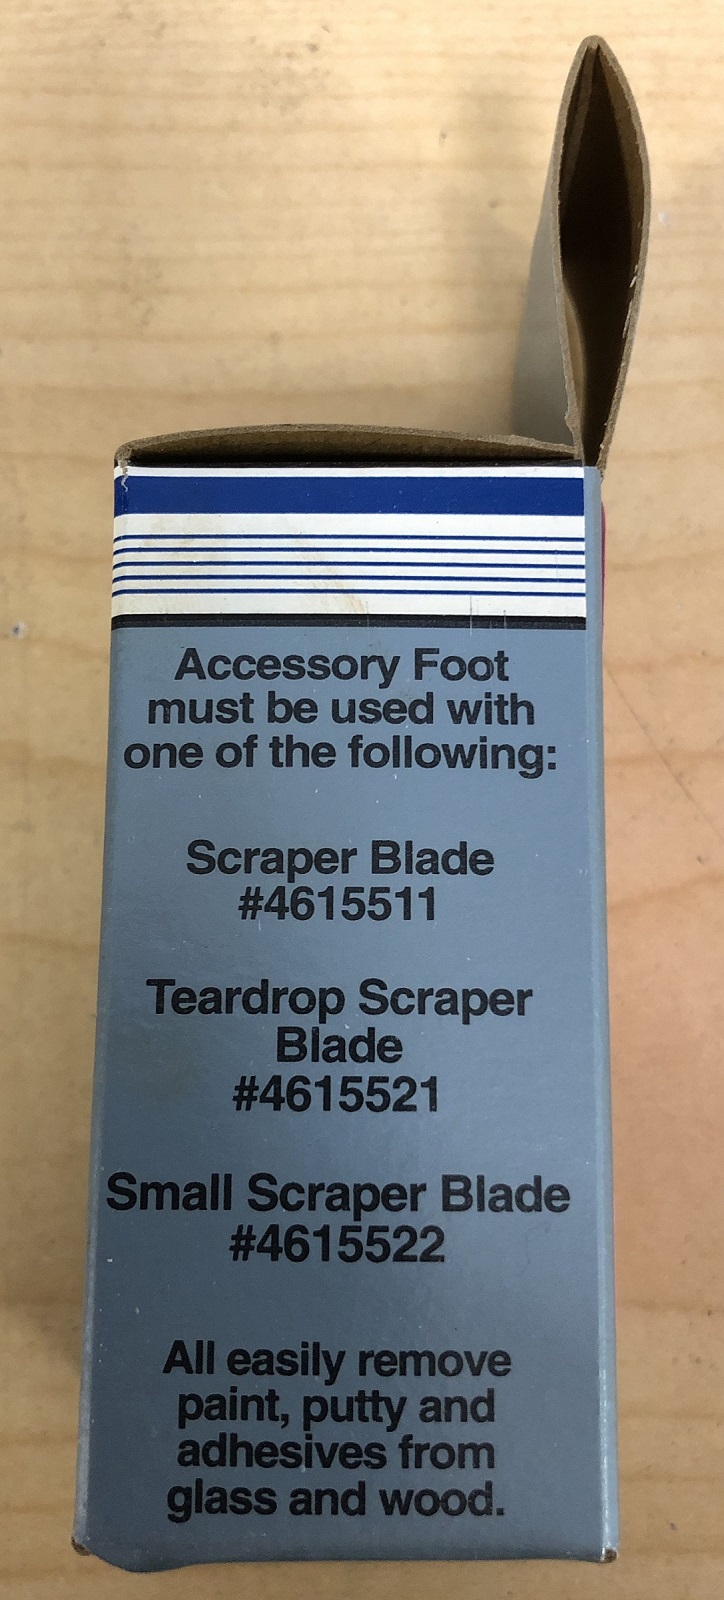 Accessory Foot
must be used with
one of the following:
Scraper Blade
#4615511
Teardrop Scraper
Blade
#4615521
Small Scraper Blade
#4615522
All easily remove
paint, putty and
adhesives from
glass and wood.